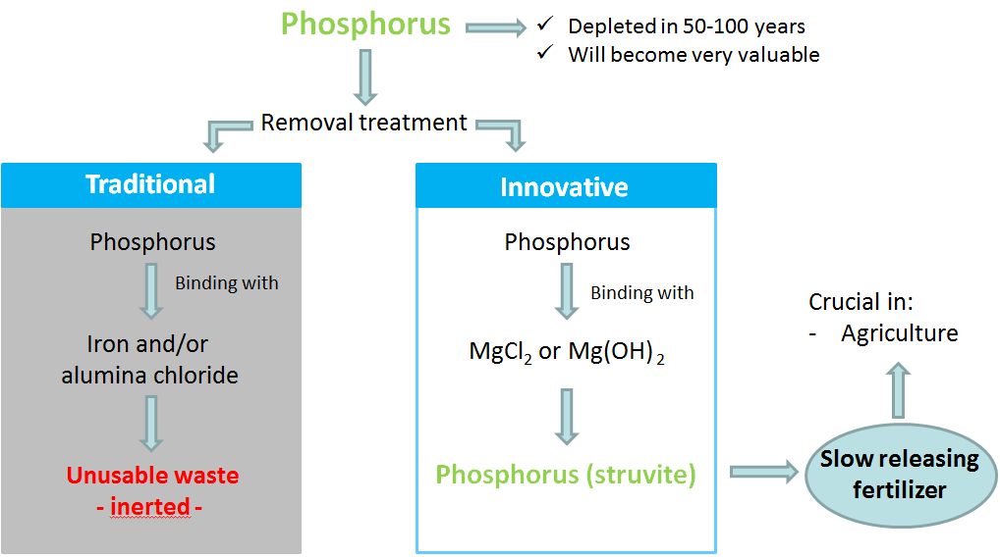 Phosphorus
✓ Depleted in 50-100 years
✓ Will become very valuable
Removal treatment
Traditional
Phosphorus
Binding with
Iron and/or
alumina chloride
Unusable waste
- inerted -
Innovative
Phosphorus
Binding with
MgCl₂ or Mg(OH)₂
Phosphorus (struvite)
Slow releasing
fertilizer
Crucial in:
- Agriculture